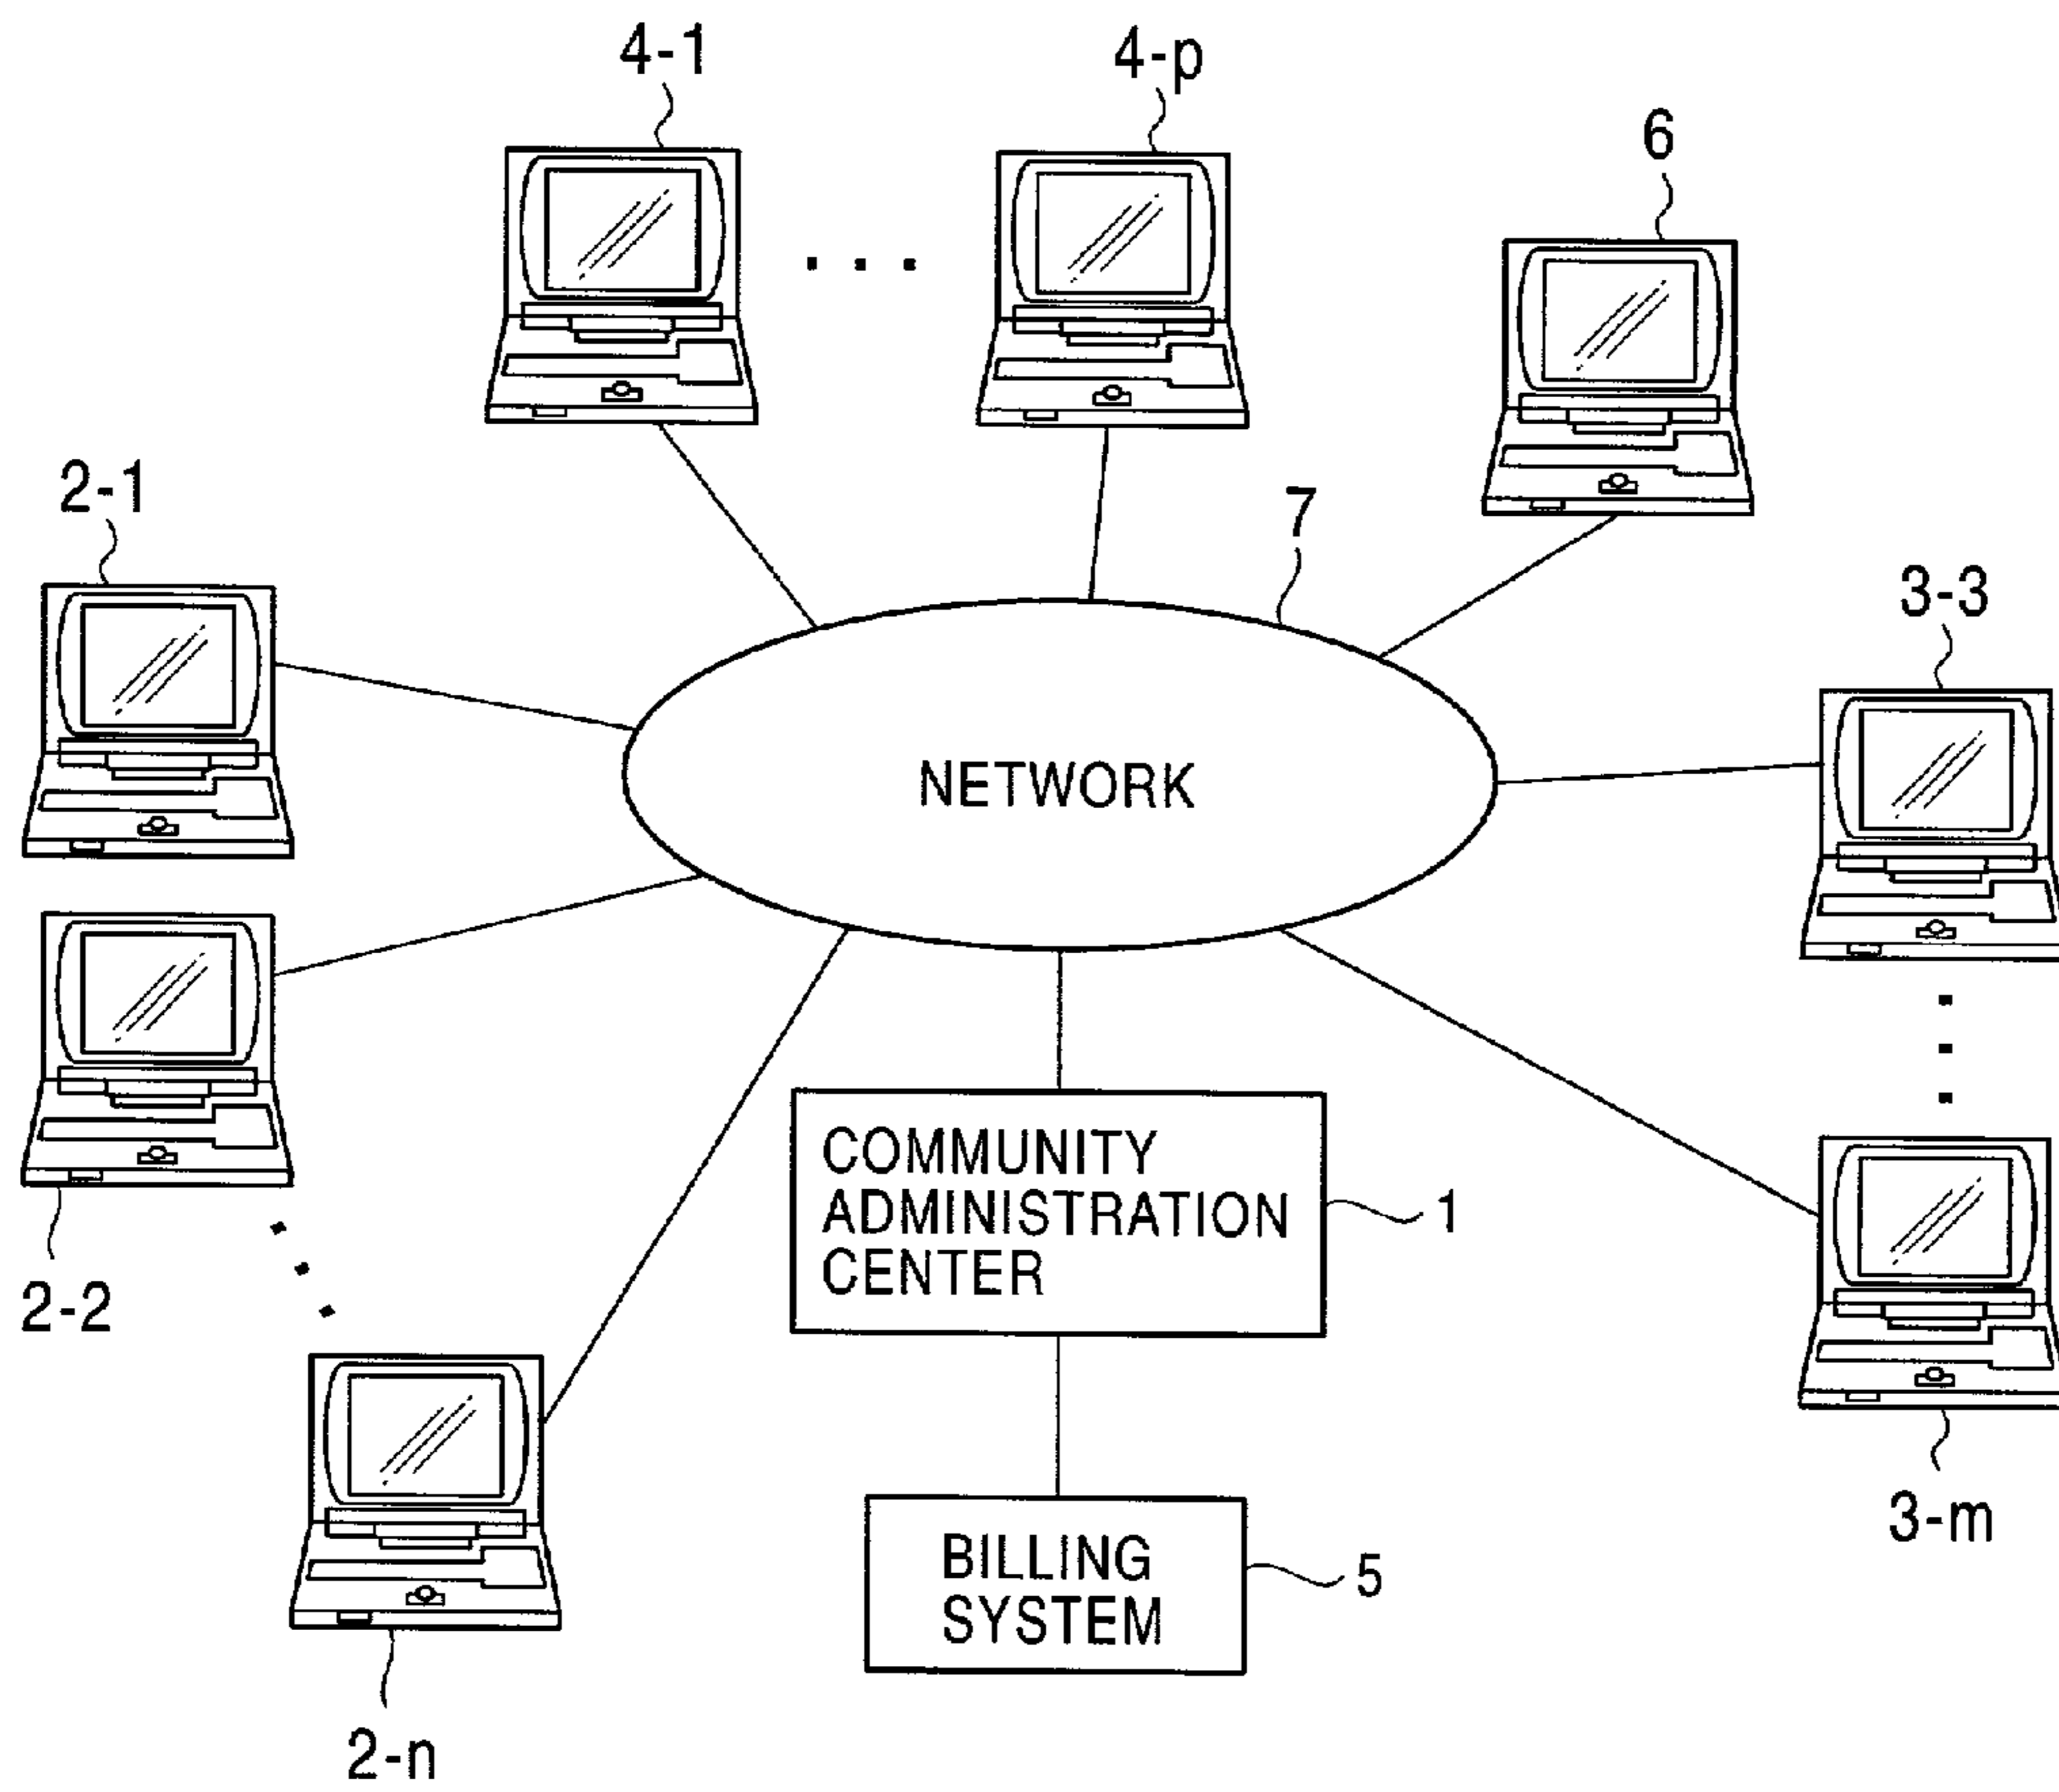 4-1
4-p
6
2-1
7
3-3
NETWORK
COMMUNITY
ADMINISTRATION
CENTER
1
2-2
3-m
BILLING
SYSTEM
5
2-n